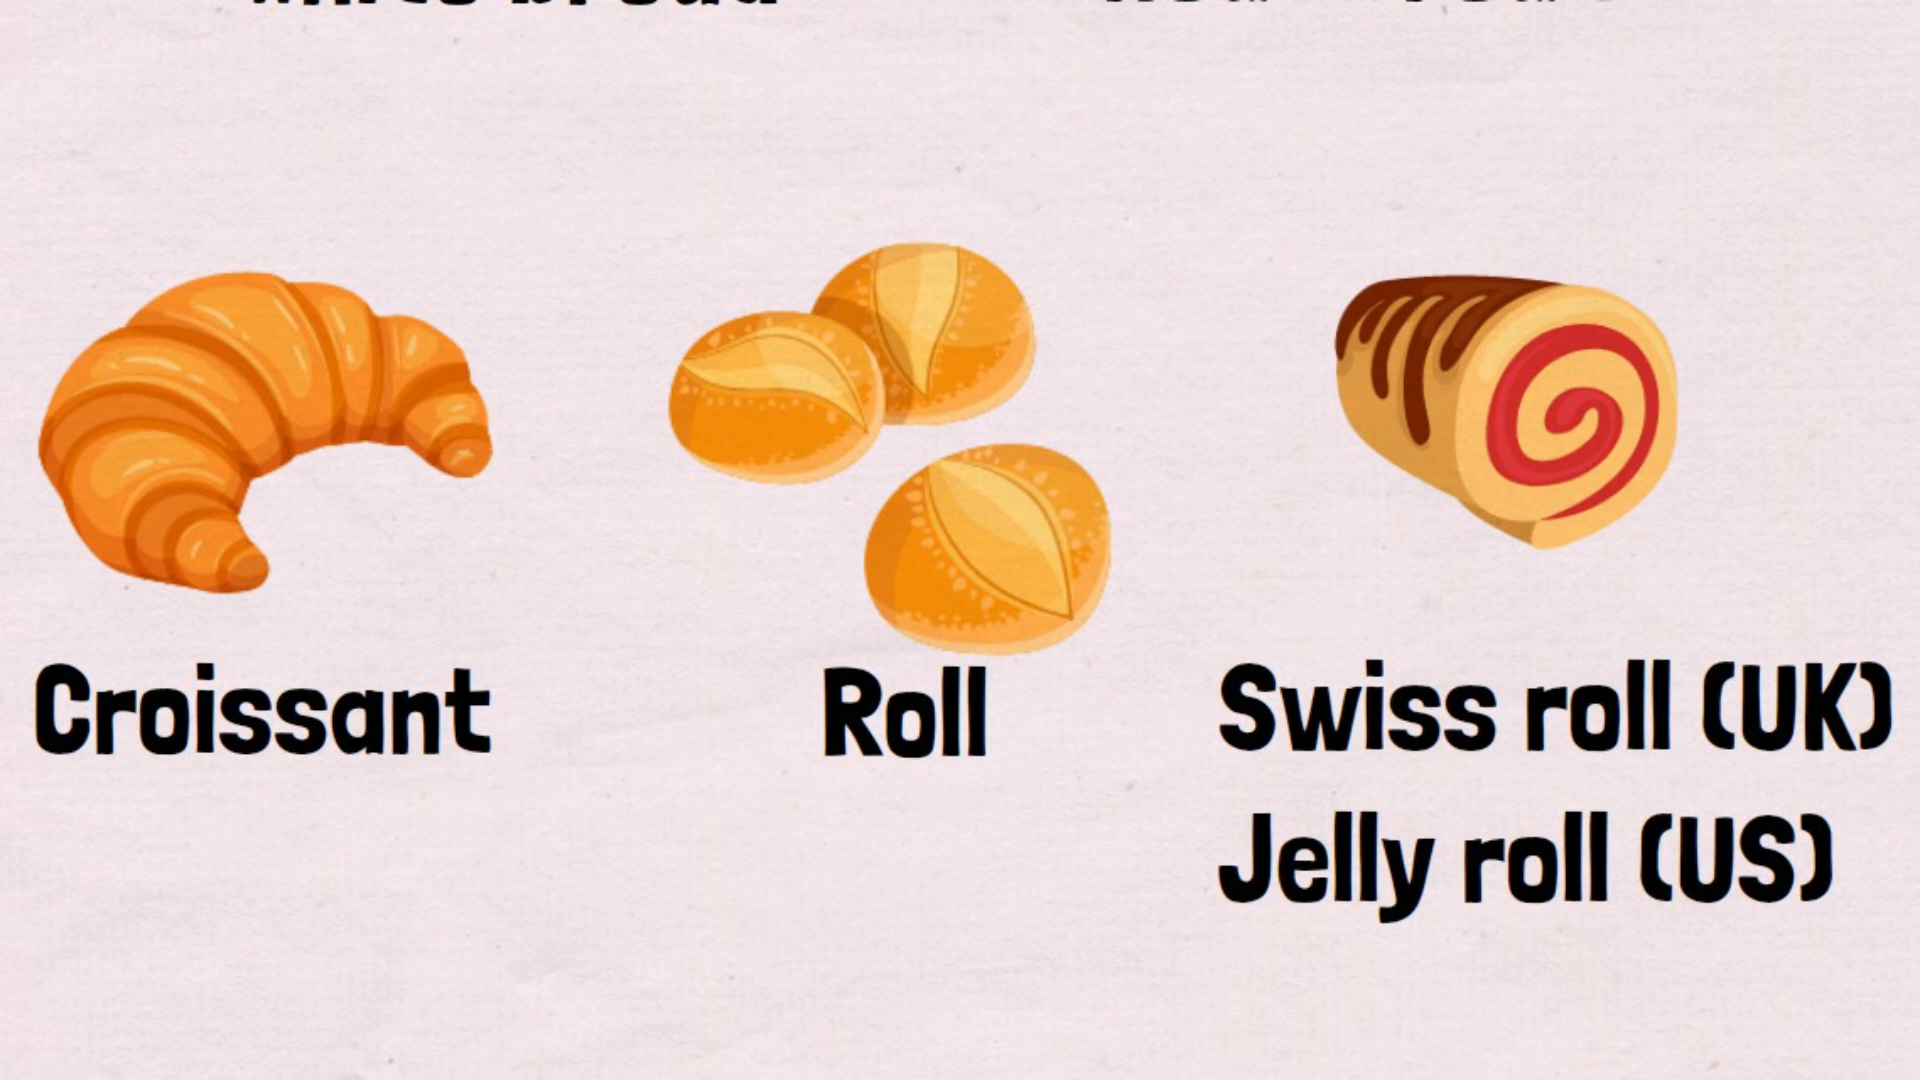 Croissant
Roll
Swiss roll (UK)
Jelly roll (US)